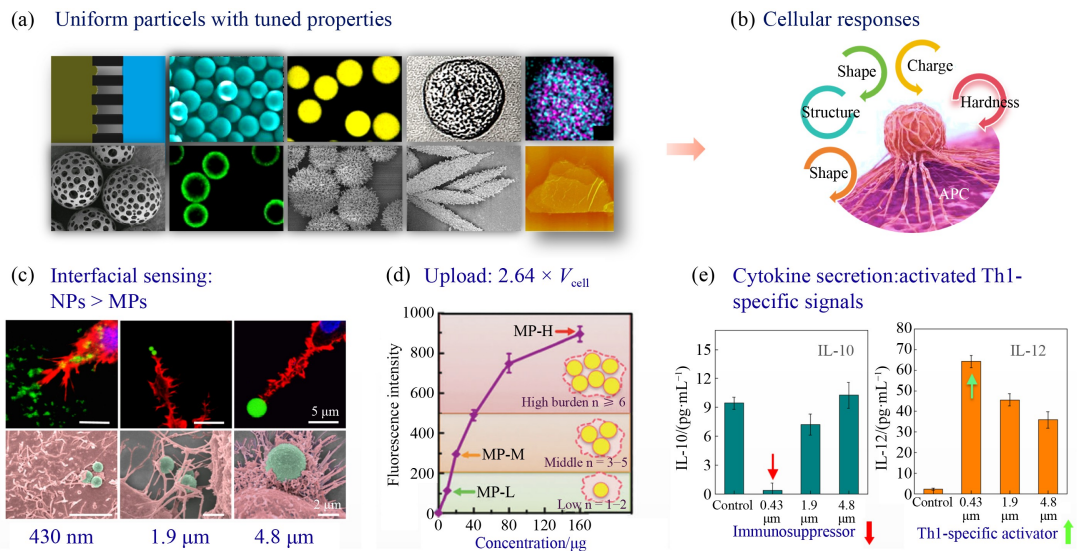 (a) Uniform particels with tuned properties
(b) Cellular responses
Shape
Charge
Structure
Hardness
Shape
APC
(c) Interfacial sensing:
NPs > MPs
5 μm
2 μm
430 nm 1.9 μm 4.8 μm
(d) Upload: 2.64 × Vcell
Fluorescence intensity
1000
900
800
700
600
500
400
300
200
100
0
MP-H
High burden n ⩾ 6
MP-M
Middle n = 3–5
MP-L
Low n = 1–2
0 40 80 120 160
Concentration/μg
(e) Cytokine secretion:activated Th1-
specific signals
IL-10/(pg·mL−1)
15
12
9
6
3
0
IL-10
Control 0.43 μm 1.9 μm 4.8 μm
Immunosuppressor
IL-12/(pg·mL−1)
80
70
60
50
40
30
20
10
0
IL-12
Control 0.43 μm 1.9 μm 4.8 μm
Th1-specific activator